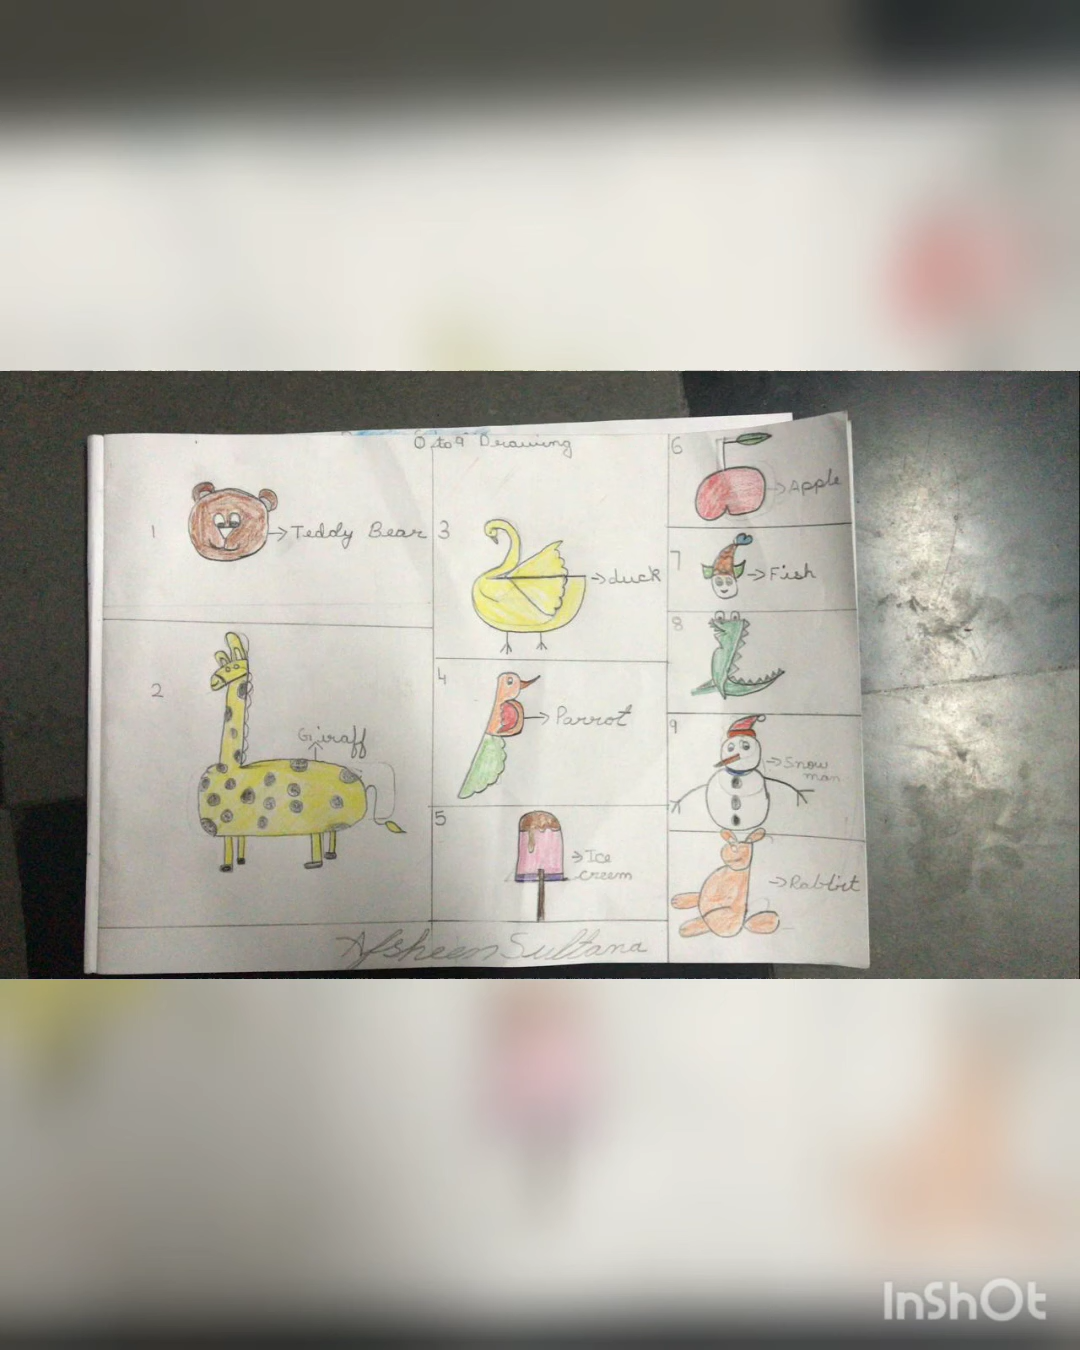 0 to 9 Drawing
1
Teddy Bear
2
Giraff
3
duck
4
Parrot
5
Ice
creem
6
Apple
7
Fish
8
9
Snow
man
Rabbit
Afsheen Sultana
InShOt